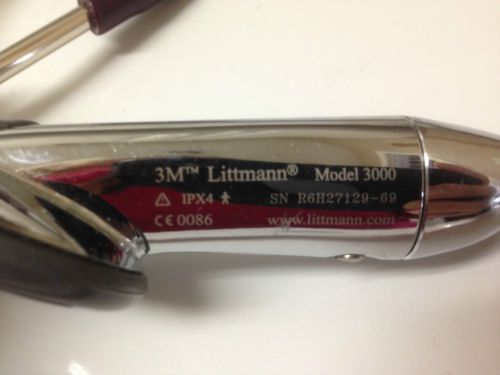 3M™ Littmann® Model 3000
⚠ IPX4 SN R6H27129-69
CE 0086 www.littmann.com